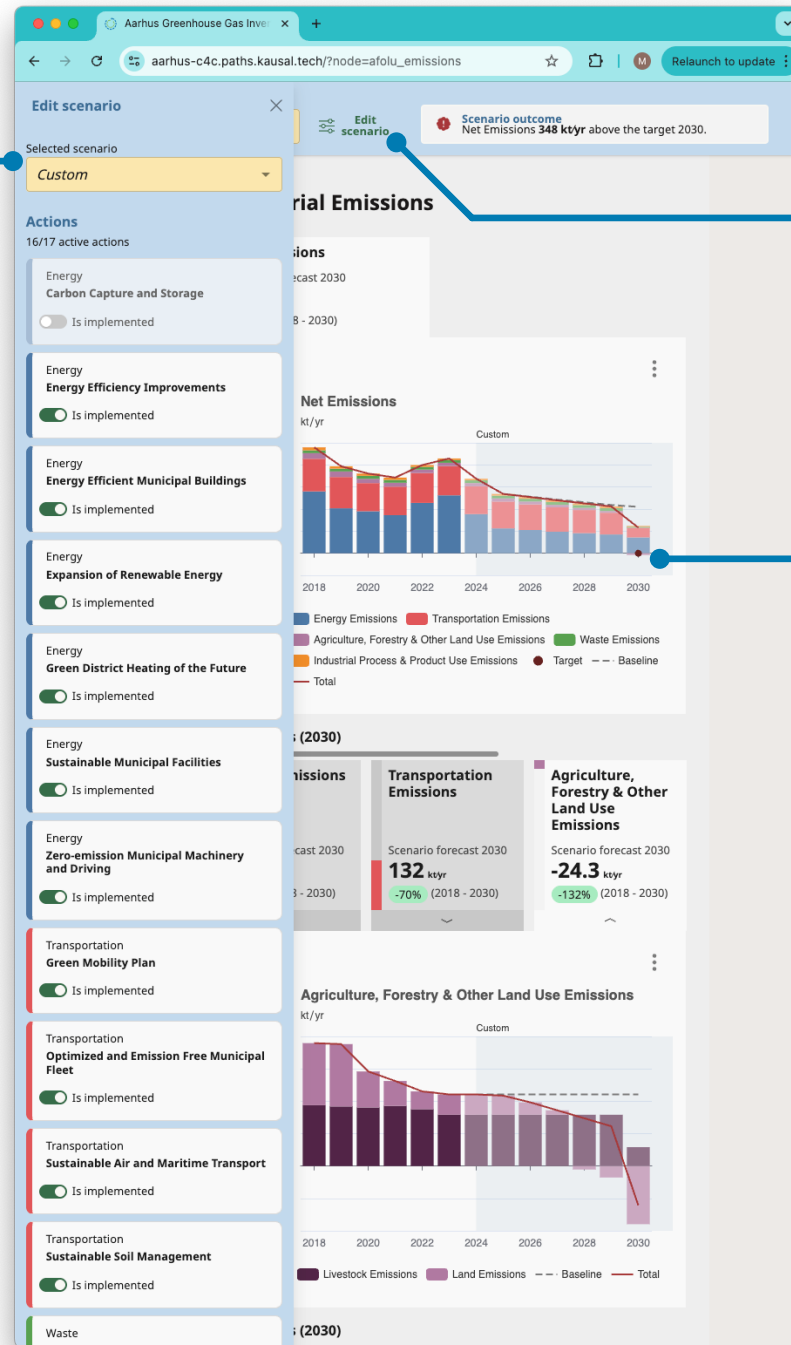 Aarhus Greenhouse Gas Inve
aarhus-c4c.paths.kausal.tech/?node=afolu_emissions
M
Relaunch to update
Edit scenario
Selected scenario
Custom
Actions
16/17 active actions
Energy
Carbon Capture and Storage
Is implemented
Energy
Energy Efficiency Improvements
Is implemented
Energy
Energy Efficient Municipal Buildings
Is implemented
Energy
Expansion of Renewable Energy
Is implemented
Energy
Green District Heating of the Future
Is implemented
Energy
Sustainable Municipal Facilities
Is implemented
Energy
Zero-emission Municipal Machinery
and Driving
Is implemented
Transportation
Green Mobility Plan
Is implemented
Transportation
Optimized and Emission Free Municipal
Fleet
Is implemented
Transportation
Sustainable Air and Maritime Transport
Is implemented
Transportation
Sustainable Soil Management
Is implemented
Waste
Edit
scenario
Scenario outcome
Net Emissions 348 kt/yr above the target 2030.
rial Emissions
sions
ecast 2030
8 - 2030)
Net Emissions
kt/yr
Custom
2018 2020 2022 2024 2026 2028 2030
Energy Emissions Transportation Emissions
Agriculture, Forestry & Other Land Use Emissions Waste Emissions
Industrial Process & Product Use Emissions Target Baseline
Total
s (2030)
nissions
cast 2030
8 - 2030)
Transportation
Emissions
Scenario forecast 2030
132 kt/yr
-70% (2018 - 2030)
Agriculture,
Forestry & Other
Land Use
Emissions
Scenario forecast 2030
-24.3 kt/yr
-132% (2018 - 2030)
Agriculture, Forestry & Other Land Use Emissions
kt/yr
Custom
2018 2020 2022 2024 2026 2028 2030
Livestock Emissions Land Emissions Baseline Total
s (2030)